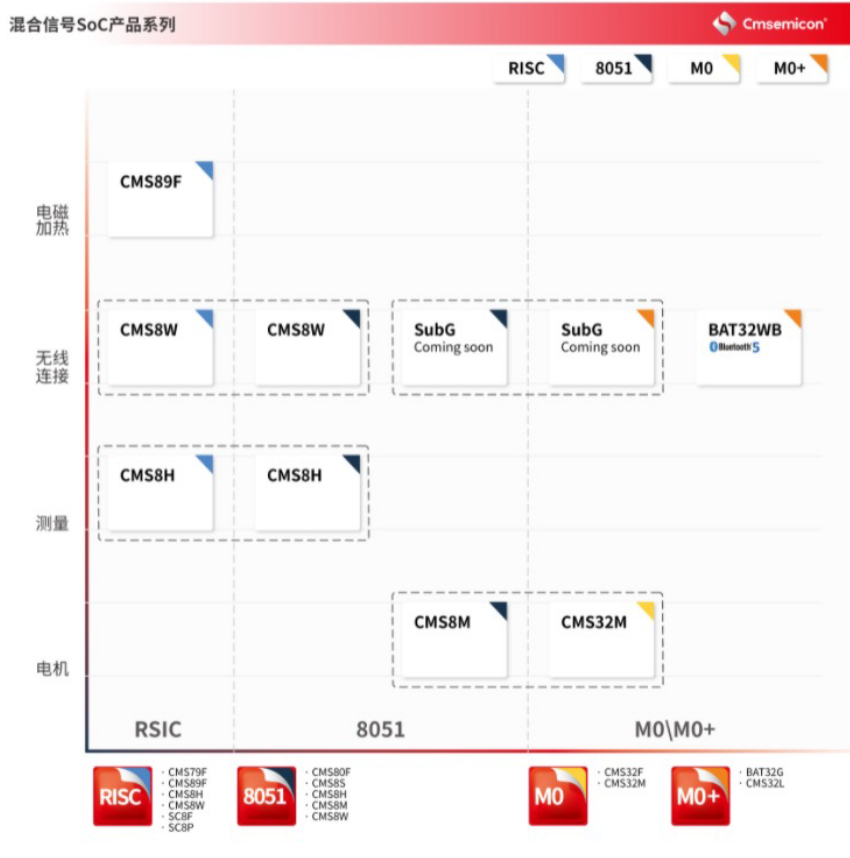 混合信号SoC产品系列
Cmsemicon®
RISC
8051
M0
M0+
CMS89F
电磁
加热
CMS8W
CMS8W
SubG
Coming soon
SubG
Coming soon
BAT32WB
Bluetooth 5
无线
连接
CMS8H
CMS8H
测量
CMS8M
CMS32M
电机
RSIC
8051
M0\M0+
RISC
· CMS79F
· CMS89F
· CMS8H
· CMS8W
· SC8F
· SC8P
8051
· CMS80F
· CMS8S
· CMS8H
· CMS8M
· CMS8W
M0
· CMS32F
· CMS32M
M0+
· BAT32G
· CMS32L